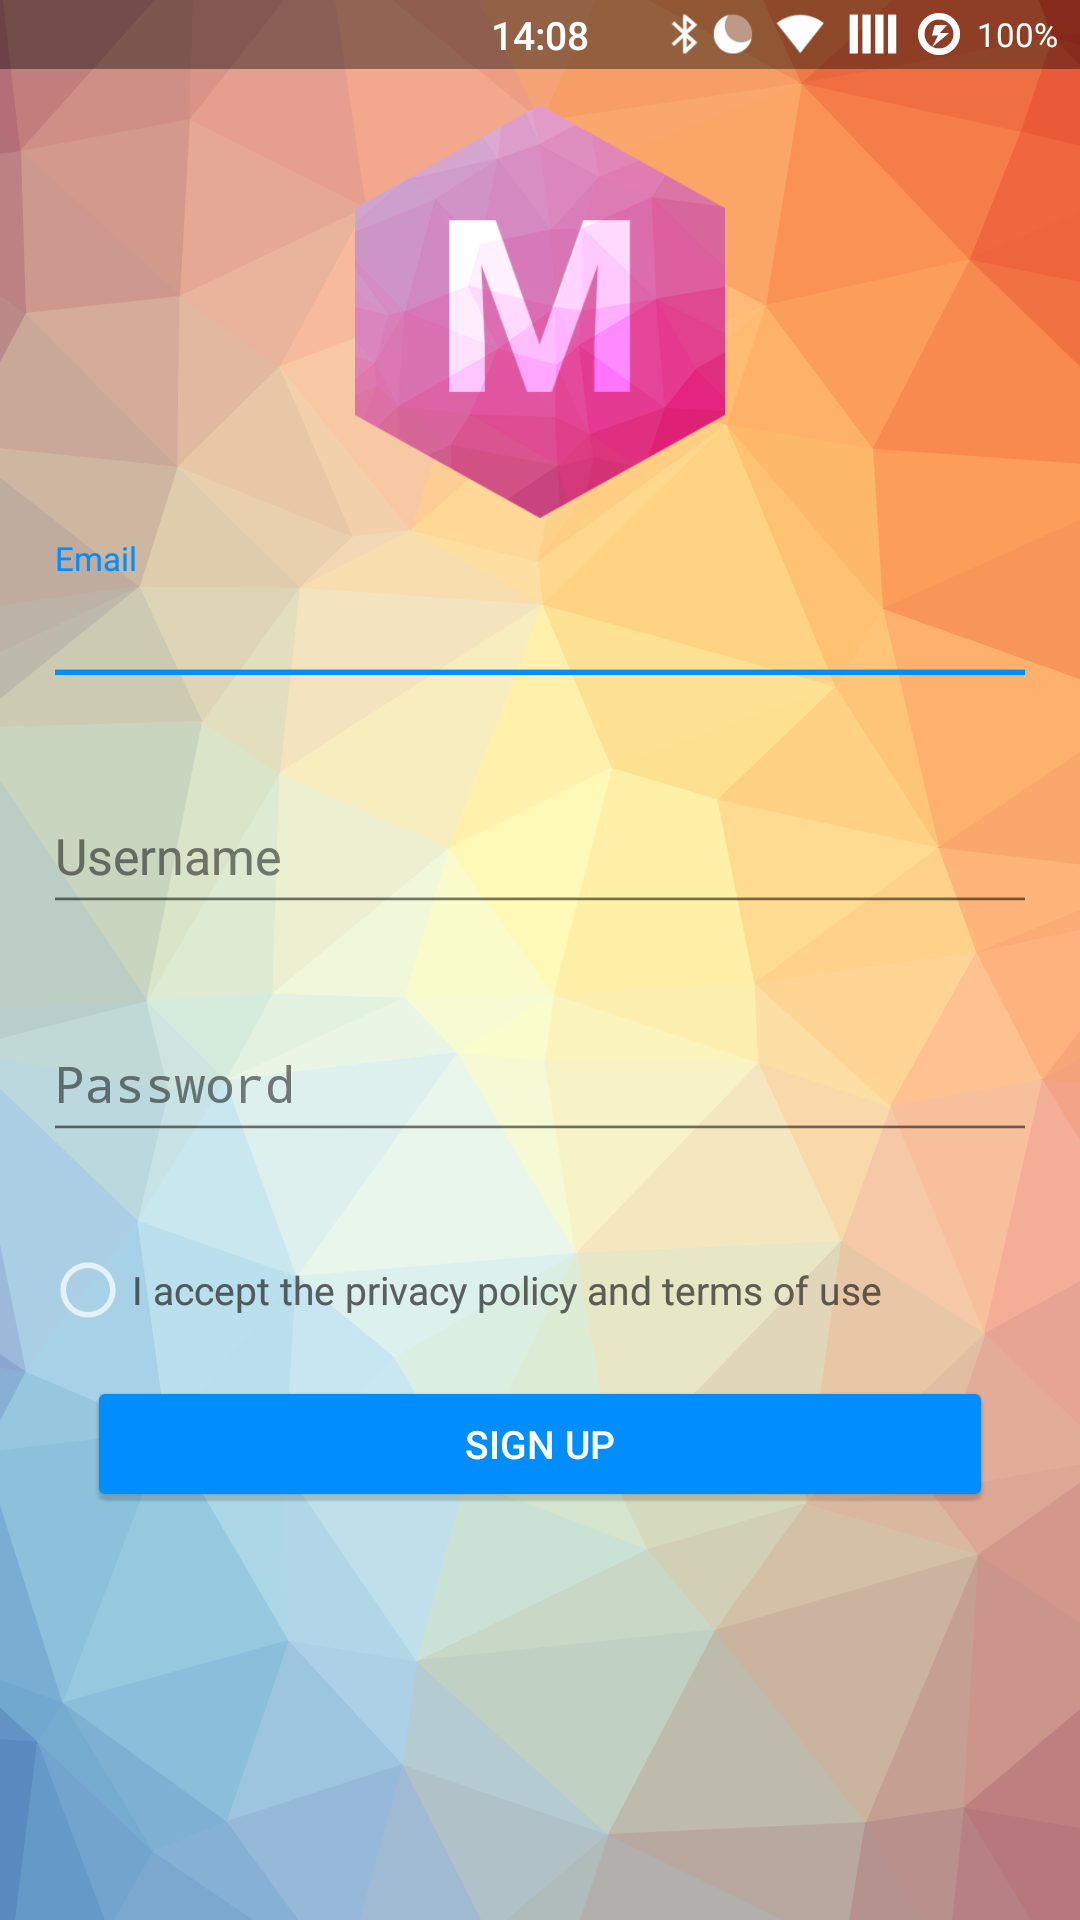 14:08 100%
M
Email
Username
Password
I accept the privacy policy and terms of use
SIGN UP